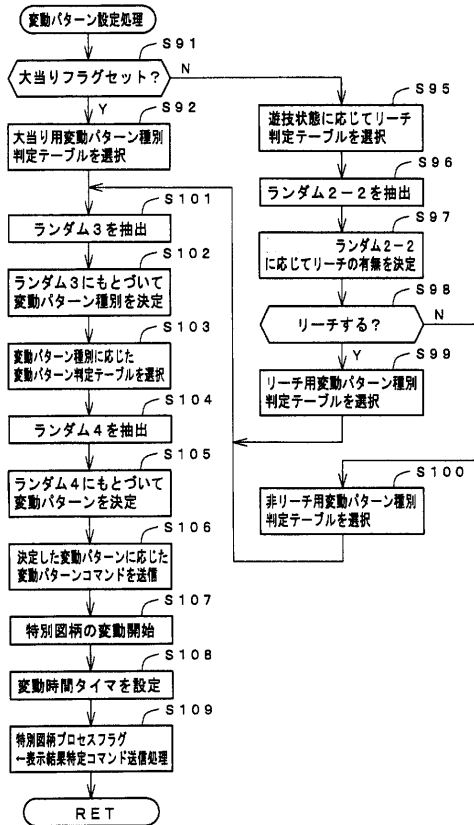 変動パターン設定処理
S91
大当りフラグセット?
N
Y
S92
大当り用変動パターン種別
判定テーブルを選択
S95
遊技状態に応じてリーチ
判定テーブルを選択
S96
ランダム2-2を抽出
S97
ランダム2-2
に応じてリーチの有無を決定
S98
リーチする?
N
Y
S99
リーチ用変動パターン種別
判定テーブルを選択
S100
非リーチ用変動パターン種別
判定テーブルを選択
S101
ランダム3を抽出
S102
ランダム3にもとづいて
変動パターン種別を決定
S103
変動パターン種別に応じた
変動パターン判定テーブルを選択
S104
ランダム4を抽出
S105
ランダム4にもとづいて
変動パターンを決定
S106
決定した変動パターンに応じた
変動パターンコマンドを送信
S107
特別図柄の変動開始
S108
変動時間タイマを設定
S109
特別図柄プロセスフラグ
←表示結果特定コマンド送信処理
RET